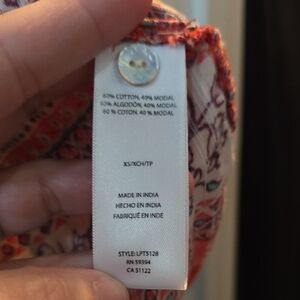 60% COTTON, 40% MODAL
60% ALGODÓN, 40% MODAL
60 % COTON, 40 % MODAL
XS/XCH/TP
MADE IN INDIA
HECHO EN INDIA
FABRIQUÉ EN INDE
STYLE: LPT5128
RN 59394
CA 51122